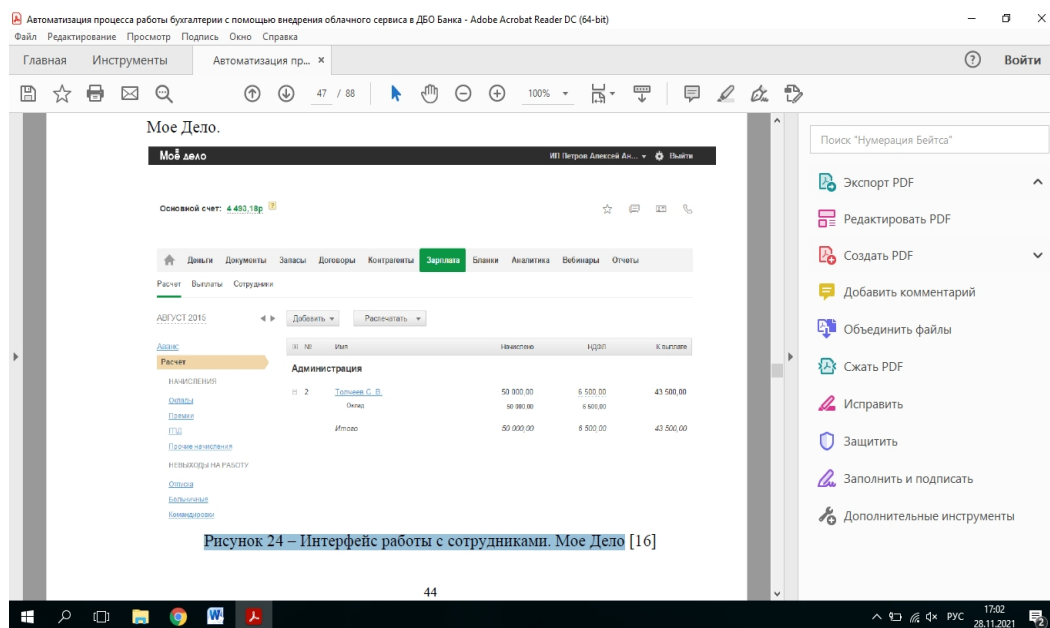 Автоматизация процесса работы бухгалтерии с помощью внедрения облачного сервиса в ДБО Банка - Adobe Acrobat Reader DC (64-bit)
Файл Редактирование Просмотр Подпись Окно Справка
Главная Инструменты Автоматизация пр... × Войти
47 / 88 100%
Мое Дело.
Моё дело ИП Петров Алексей Ан... Выйти
Основной счет: 4 493,18р ?
Деньги Документы Запасы Договоры Контрагенты Зарплата Бланки Аналитика Вебинары Отчеты
Расчет Выплаты Сотрудники
АВГУСТ 2015 Добавить Распечатать
Аванс
№ Имя Начислено НДФЛ К выплате
Расчет
Администрация
НАЧИСЛЕНИЯ
2 Толчеев С. В. 50 000,00 6 500,00 43 500,00
Оклады
Оклад 50 000,00 6 500,00
Премии
ГПД
Итого 50 000,00 6 500,00 43 500,00
Прочие начисления
НЕВЫХОДЫ НА РАБОТУ
Отпуска
Больничные
Командировки
Рисунок 24 – Интерфейс работы с сотрудниками. Мое Дело [16]
44
Поиск "Нумерация Бейтса"
Экспорт PDF
Редактировать PDF
Создать PDF
Добавить комментарий
Объединить файлы
Сжать PDF
Исправить
Защитить
Заполнить и подписать
Дополнительные инструменты
РУС 17:02
28.11.2021 2